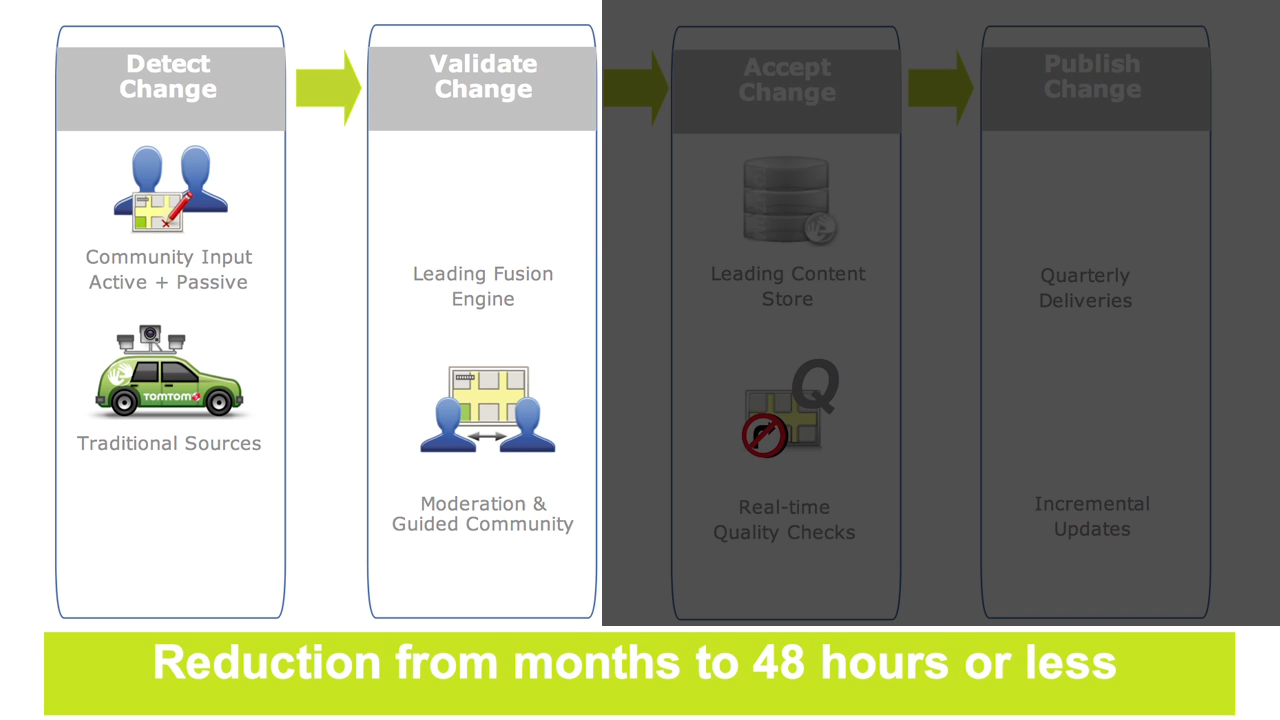 Detect
Change
Community Input
Active + Passive
TOMTOM
Traditional Sources
Validate
Change
Leading Fusion
Engine
Moderation &
Guided Community
Accept
Change
Leading Content
Store
Q
Real-time
Quality Checks
Publish
Change
Quarterly
Deliveries
Incremental
Updates
Reduction from months to 48 hours or less